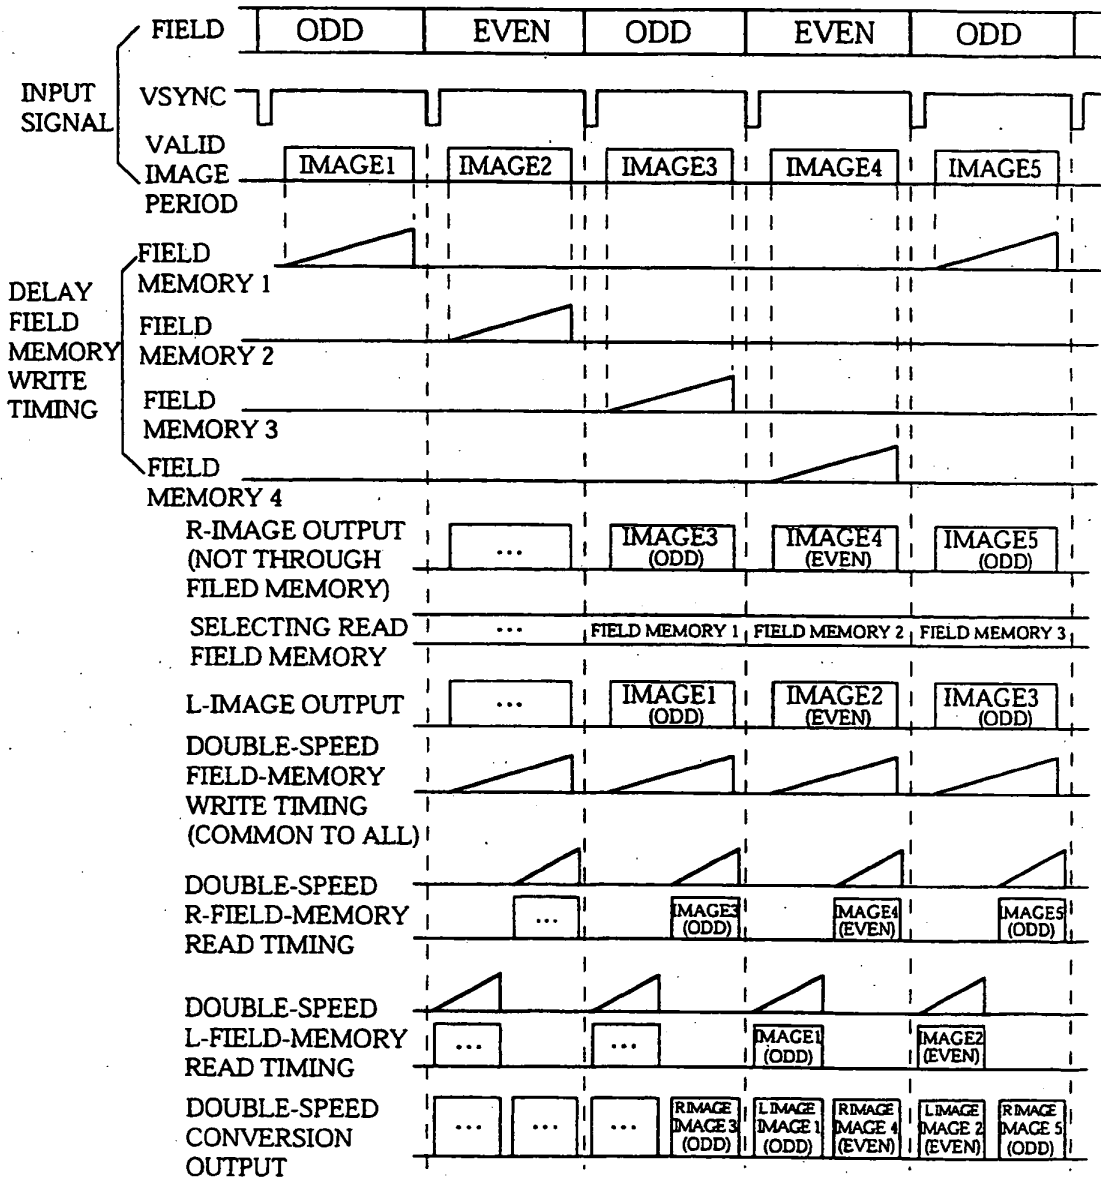 FIELD ODD EVEN ODD EVEN ODD
INPUT SIGNAL
VSYNC
VALID IMAGE PERIOD
IMAGE1 IMAGE2 IMAGE3 IMAGE4 IMAGE5
DELAY FIELD MEMORY WRITE TIMING
FIELD MEMORY 1
FIELD MEMORY 2
FIELD MEMORY 3
FIELD MEMORY 4
R-IMAGE OUTPUT
(NOT THROUGH
FILED MEMORY)
... IMAGE3 (ODD) IMAGE4 (EVEN) IMAGE5 (ODD)
SELECTING READ
FIELD MEMORY
... FIELD MEMORY 1 FIELD MEMORY 2 FIELD MEMORY 3
L-IMAGE OUTPUT
... IMAGE1 (ODD) IMAGE2 (EVEN) IMAGE3 (ODD)
DOUBLE-SPEED
FIELD-MEMORY
WRITE TIMING
(COMMON TO ALL)
DOUBLE-SPEED
R-FIELD-MEMORY
READ TIMING
... IMAGE3 (ODD) IMAGE4 (EVEN) IMAGE5 (ODD)
DOUBLE-SPEED
L-FIELD-MEMORY
READ TIMING
... ... IMAGE1 (ODD) IMAGE2 (EVEN)
DOUBLE-SPEED
CONVERSION
OUTPUT
... ... ... R IMAGE IMAGE 3 (ODD) L IMAGE IMAGE 1 (ODD) R IMAGE IMAGE 4 (EVEN) L IMAGE IMAGE 2 (EVEN) R IMAGE IMAGE 5 (ODD)